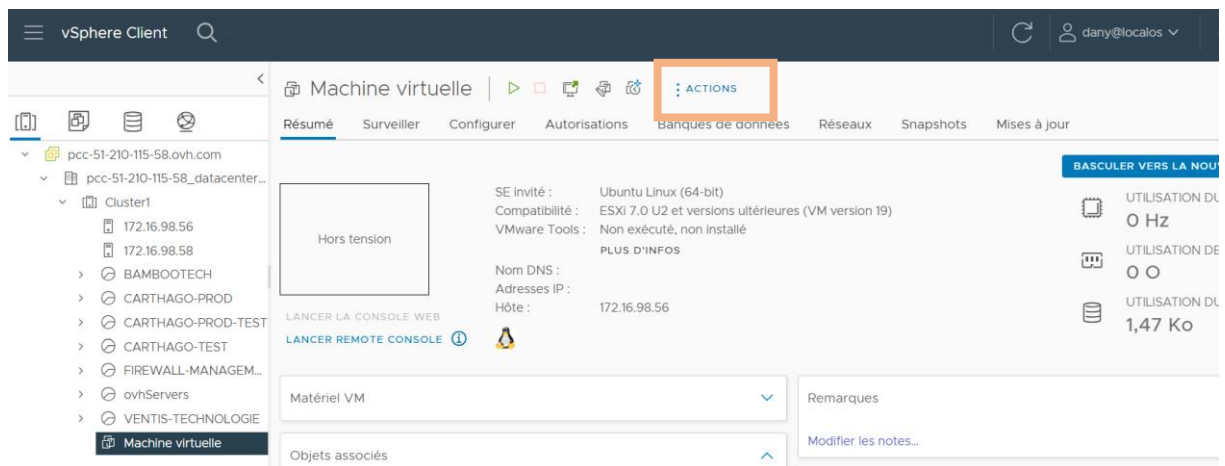 vSphere Client
dany@localos
Machine virtuelle
ACTIONS
Résumé Surveiller Configurer Autorisations Banques de données Réseaux Snapshots Mises à jour
pcc-51-210-115-58.ovh.com
pcc-51-210-115-58_datacenter...
Cluster1
172.16.98.56
172.16.98.58
BAMBOOTECH
CARTHAGO-PROD
CARTHAGO-PROD-TEST
CARTHAGO-TEST
FIREWALL-MANAGEM...
ovhServers
VENTIS-TECHNOLOGIE
Machine virtuelle
Hors tension
LANCER LA CONSOLE WEB
LANCER REMOTE CONSOLE
SE invité : Ubuntu Linux (64-bit)
Compatibilité : ESXi 7.0 U2 et versions ultérieures (VM version 19)
VMware Tools : Non exécuté, non installé
PLUS D'INFOS
Nom DNS :
Adresses IP :
Hôte : 172.16.98.56
BASCULER VERS LA NOU
UTILISATION DU
0 Hz
UTILISATION DE
0 O
UTILISATION DU
1,47 Ko
Matériel VM
Objets associés
Remarques
Modifier les notes...